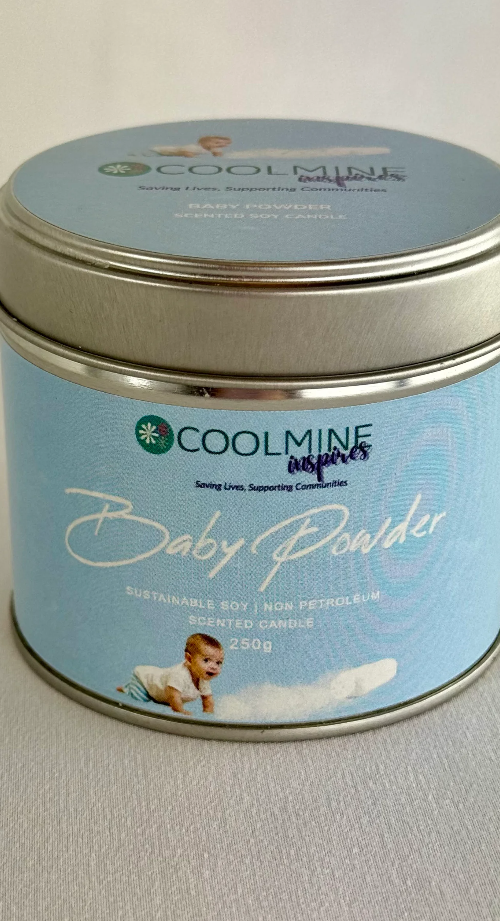 COOLMINE
inspires
Saving Lives, Supporting Communities
BABY POWDER
SCENTED SOY CANDLE
COOLMINE
inspires
Saving Lives, Supporting Communities
Baby Powder
SUSTAINABLE SOY | NON PETROLEUM
SCENTED CANDLE
250g